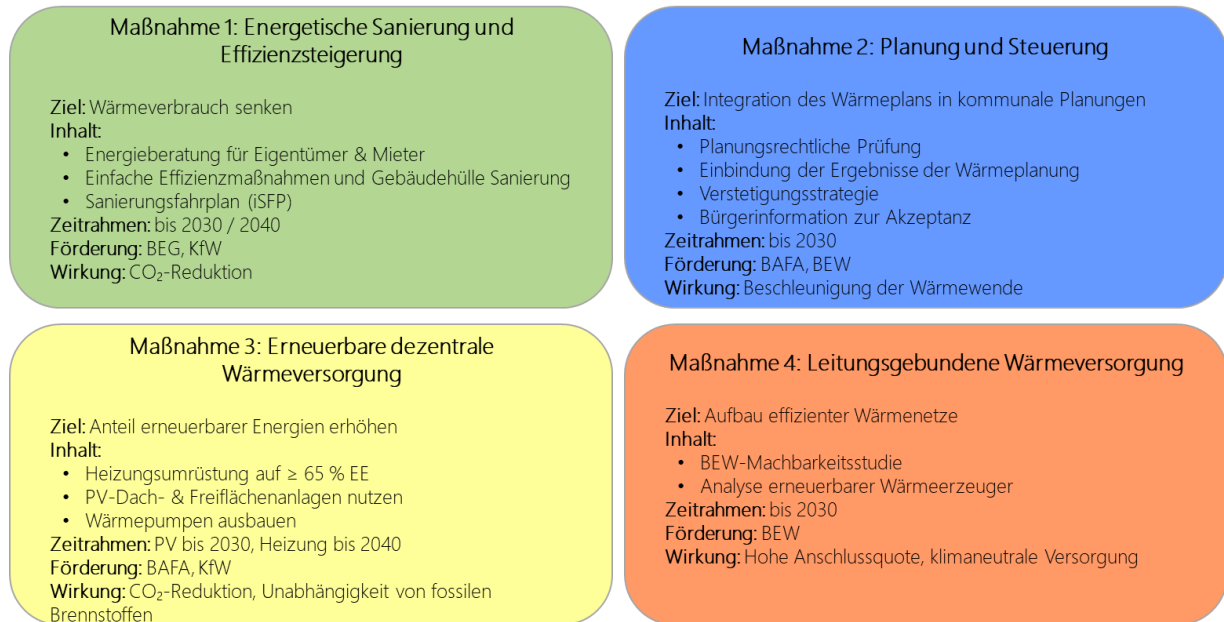 Maßnahme 1: Energetische Sanierung und
Effizienzsteigerung
Ziel: Wärmeverbrauch senken
Inhalt:
• Energieberatung für Eigentümer & Mieter
• Einfache Effizienzmaßnahmen und Gebäudehülle Sanierung
• Sanierungsfahrplan (iSFP)
Zeitrahmen: bis 2030 / 2040
Förderung: BEG, KfW
Wirkung: CO₂-Reduktion
Maßnahme 2: Planung und Steuerung
Ziel: Integration des Wärmeplans in kommunale Planungen
Inhalt:
• Planungsrechtliche Prüfung
• Einbindung der Ergebnisse der Wärmeplanung
• Verstetigungsstrategie
• Bürgerinformation zur Akzeptanz
Zeitrahmen: bis 2030
Förderung: BAFA, BEW
Wirkung: Beschleunigung der Wärmewende
Maßnahme 3: Erneuerbare dezentrale
Wärmeversorgung
Ziel: Anteil erneuerbarer Energien erhöhen
Inhalt:
• Heizungsumrüstung auf ≥ 65 % EE
• PV-Dach- & Freiflächenanlagen nutzen
• Wärmepumpen ausbauen
Zeitrahmen: PV bis 2030, Heizung bis 2040
Förderung: BAFA, KfW
Wirkung: CO₂-Reduktion, Unabhängigkeit von fossilen
Brennstoffen
Maßnahme 4: Leitungsgebundene Wärmeversorgung
Ziel: Aufbau effizienter Wärmenetze
Inhalt:
• BEW-Machbarkeitsstudie
• Analyse erneuerbarer Wärmeerzeuger
Zeitrahmen: bis 2030
Förderung: BEW
Wirkung: Hohe Anschlussquote, klimaneutrale Versorgung